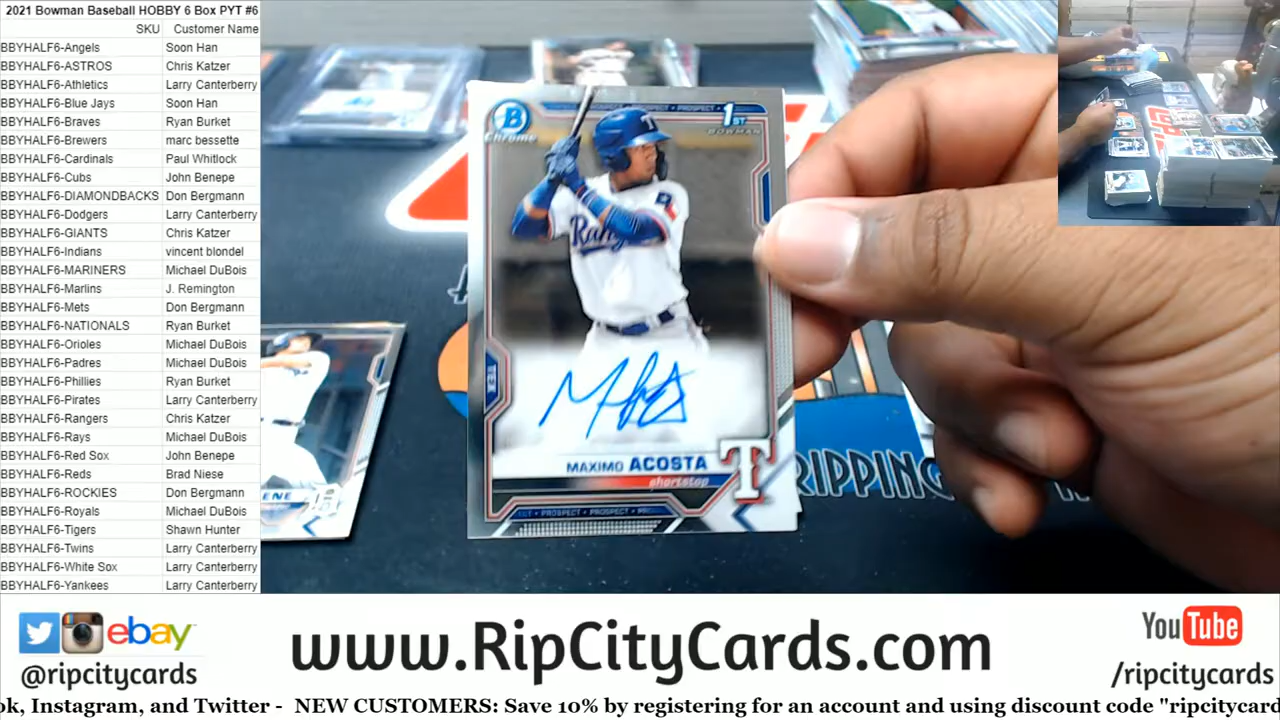 2021 Bowman Baseball HOBBY 6 Box PYT #6
SKU Customer Name
BBYHALF6-Angels Soon Han
BBYHALF6-ASTROS Chris Katzer
BBYHALF6-Athletics Larry Canterberry
BBYHALF6-Blue Jays Soon Han
BBYHALF6-Braves Ryan Burket
BBYHALF6-Brewers marc bessette
BBYHALF6-Cardinals Paul Whitlock
BBYHALF6-Cubs John Benepe
BBYHALF6-DIAMONDBACKS Don Bergmann
BBYHALF6-Dodgers Larry Canterberry
BBYHALF6-GIANTS Chris Katzer
BBYHALF6-Indians vincent blondel
BBYHALF6-MARINERS Michael DuBois
BBYHALF6-Marlins J. Remington
BBYHALF6-Mets Don Bergmann
BBYHALF6-NATIONALS Ryan Burket
BBYHALF6-Orioles Michael DuBois
BBYHALF6-Padres Michael DuBois
BBYHALF6-Phillies Ryan Burket
BBYHALF6-Pirates Larry Canterberry
BBYHALF6-Rangers Chris Katzer
BBYHALF6-Rays Michael DuBois
BBYHALF6-Red Sox John Benepe
BBYHALF6-Reds Brad Niese
BBYHALF6-ROCKIES Don Bergmann
BBYHALF6-Royals Michael DuBois
BBYHALF6-Tigers Shawn Hunter
BBYHALF6-Twins Larry Canterberry
BBYHALF6-White Sox Larry Canterberry
BBYHALF6-Yankees Larry Canterberry
B
Chrome
PROSPECT
1ST
BOWMAN
T
TEX
MAXIMO ACOSTA
shortstop
T
PROSPECT • PROSPECT
ENE
RIPPING
ebay
@ripcitycards
www.RipCityCards.com
YouTube
/ripcitycards
ok, Instagram, and Twitter - NEW CUSTOMERS: Save 10% by registering for an account and using discount code "ripcitycard